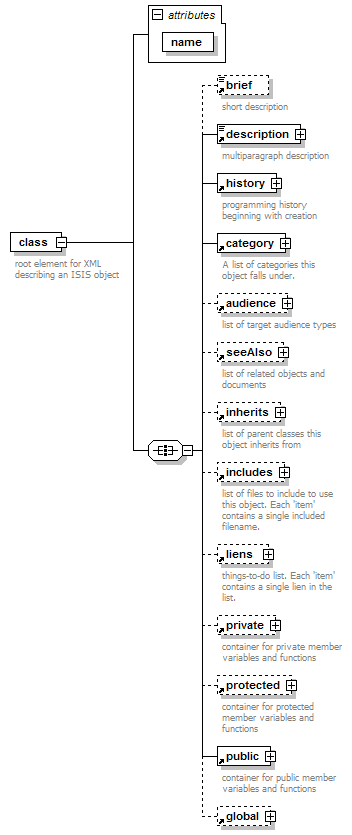 attributes
name
brief
short description
description
multiparagraph description
history
programming history
beginning with creation
class
root element for XML
describing an ISIS object
category
A list of categories this
object falls under.
audience
list of target audience types
seeAlso
list of related objects and
documents
inherits
list of parent classes this
object inherits from
includes
list of files to include to use
this object. Each 'item'
contains a single included
filename.
liens
things-to-do list. Each 'item'
contains a single lien in the
list.
private
container for private member
variables and functions
protected
container for protected
member variables and
functions
public
container for public member
variables and functions
global